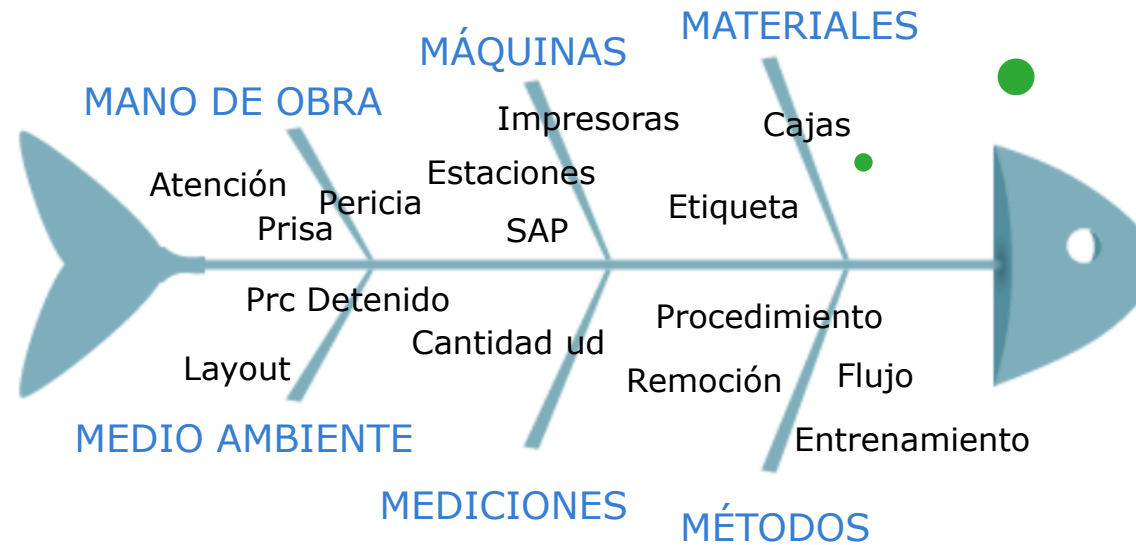 MATERIALES
MÁQUINAS
MANO DE OBRA
Impresoras
Cajas
Estaciones
Atención
Pericia
Etiqueta
Prisa
SAP
Prc Detenido
Procedimiento
Cantidad ud
Layout
Remoción
Flujo
MEDIO AMBIENTE
Entrenamiento
MEDICIONES
MÉTODOS